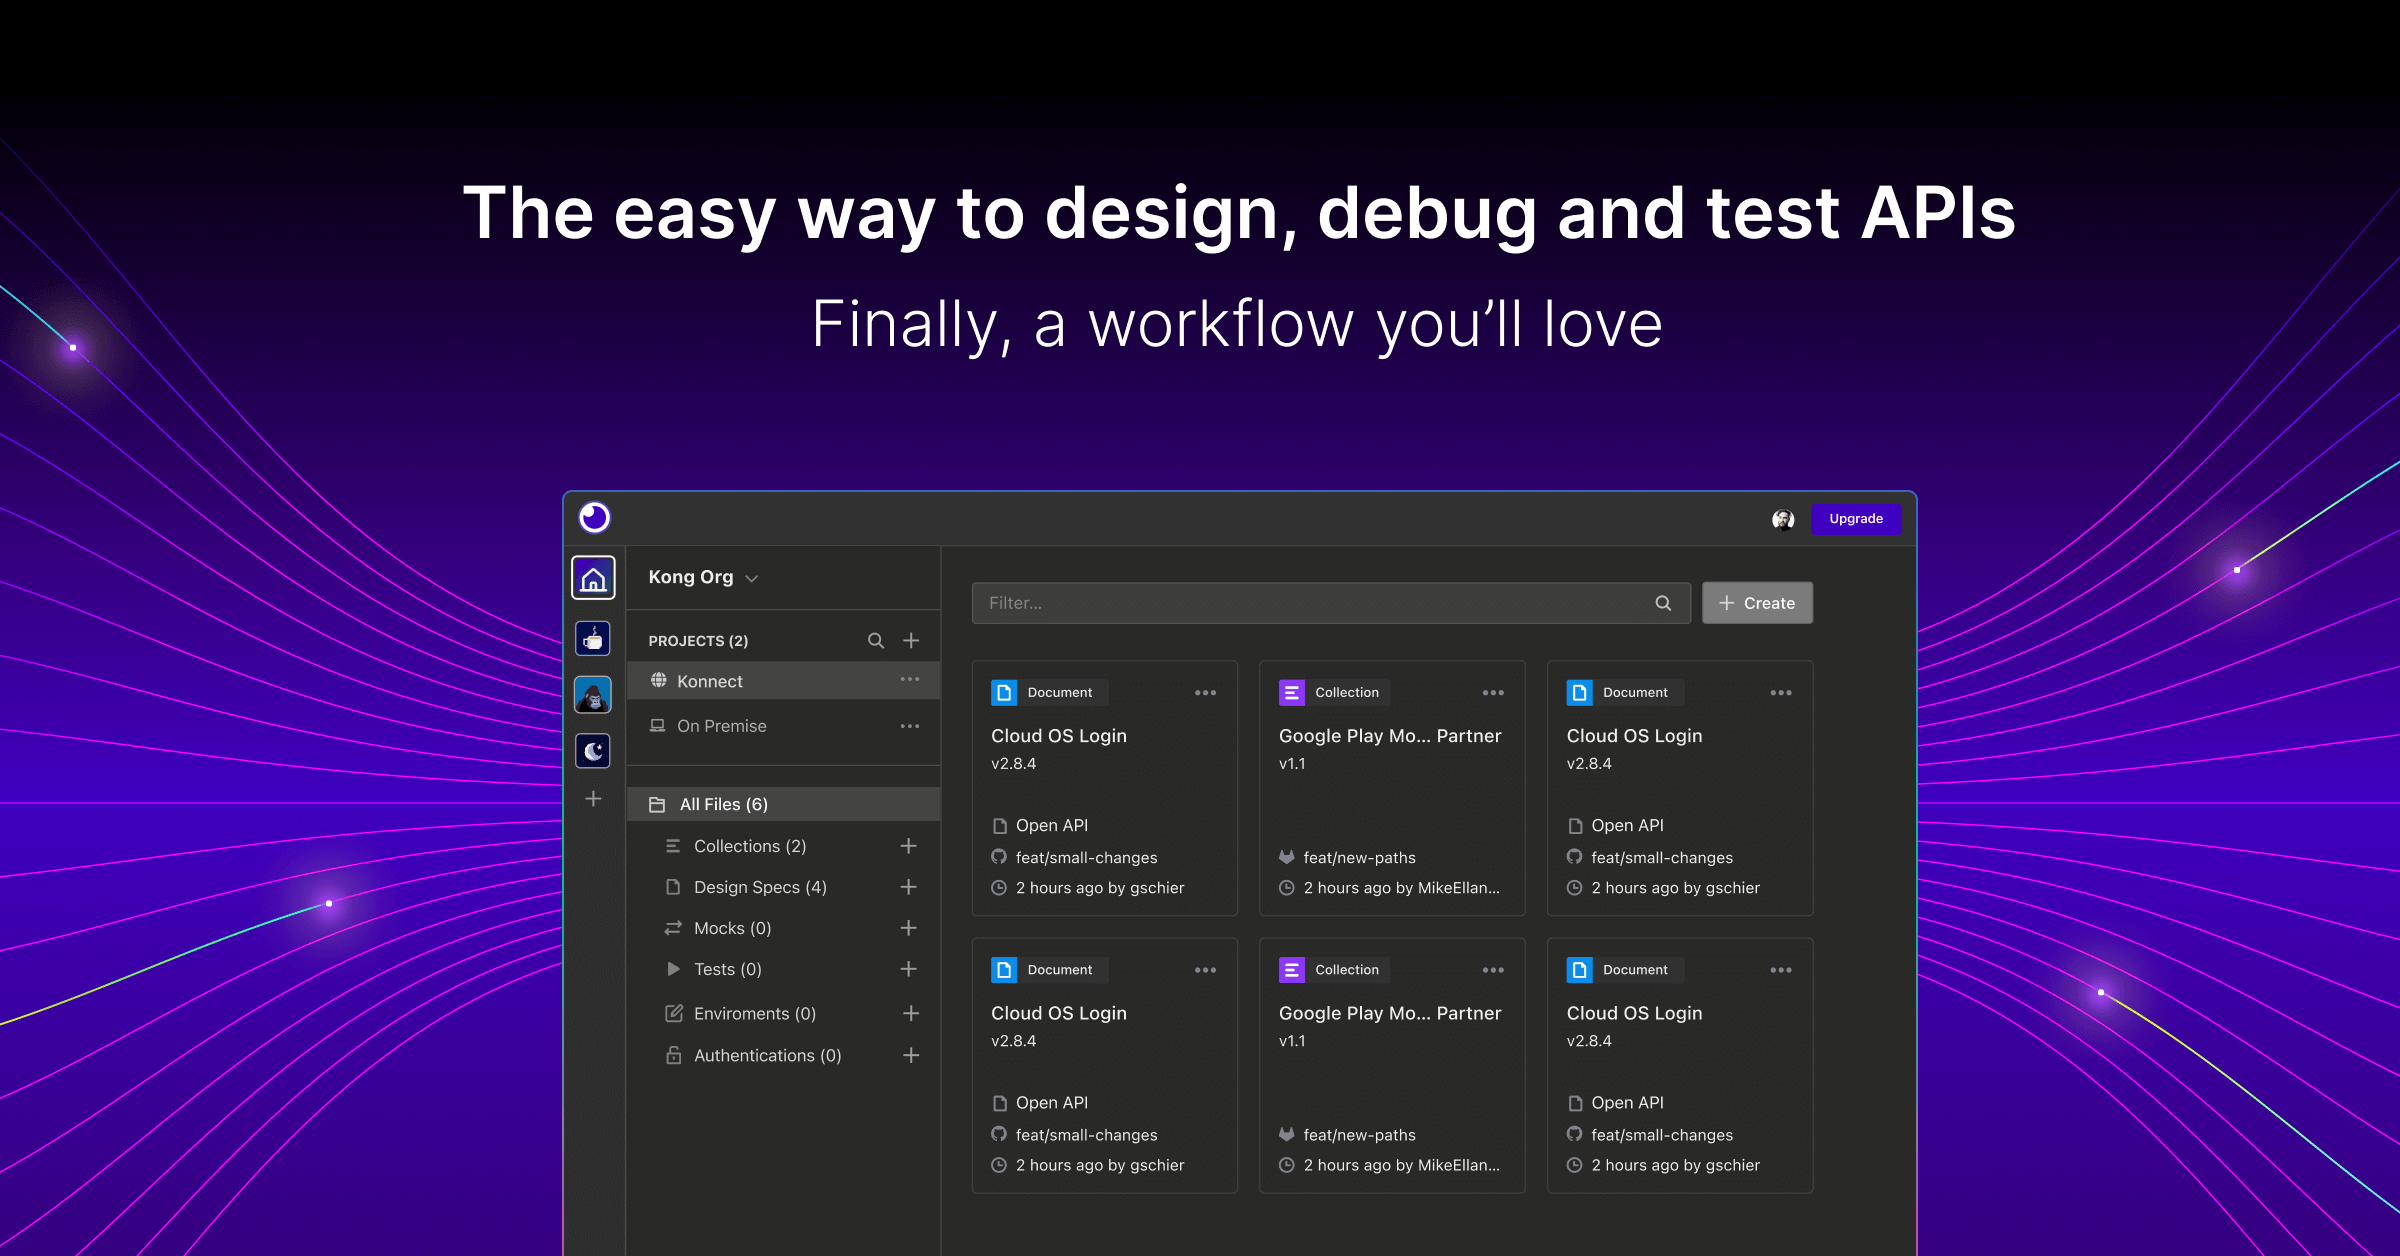 The easy way to design, debug and test APIs
Finally, a workflow you’ll love
Upgrade
Kong Org
Filter...
Create
PROJECTS (2)
Konnect
On Premise
All Files (6)
Collections (2)
Design Specs (4)
Mocks (0)
Tests (0)
Enviroments (0)
Authentications (0)
Document
Cloud OS Login
v2.8.4
Open API
feat/small-changes
2 hours ago by gschier
Collection
Google Play Mo... Partner
v1.1
feat/new-paths
2 hours ago by MikeEllan...
Document
Cloud OS Login
v2.8.4
Open API
feat/small-changes
2 hours ago by gschier
Document
Cloud OS Login
v2.8.4
Open API
feat/small-changes
2 hours ago by gschier
Collection
Google Play Mo... Partner
v1.1
feat/new-paths
2 hours ago by MikeEllan...
Document
Cloud OS Login
v2.8.4
Open API
feat/small-changes
2 hours ago by gschier